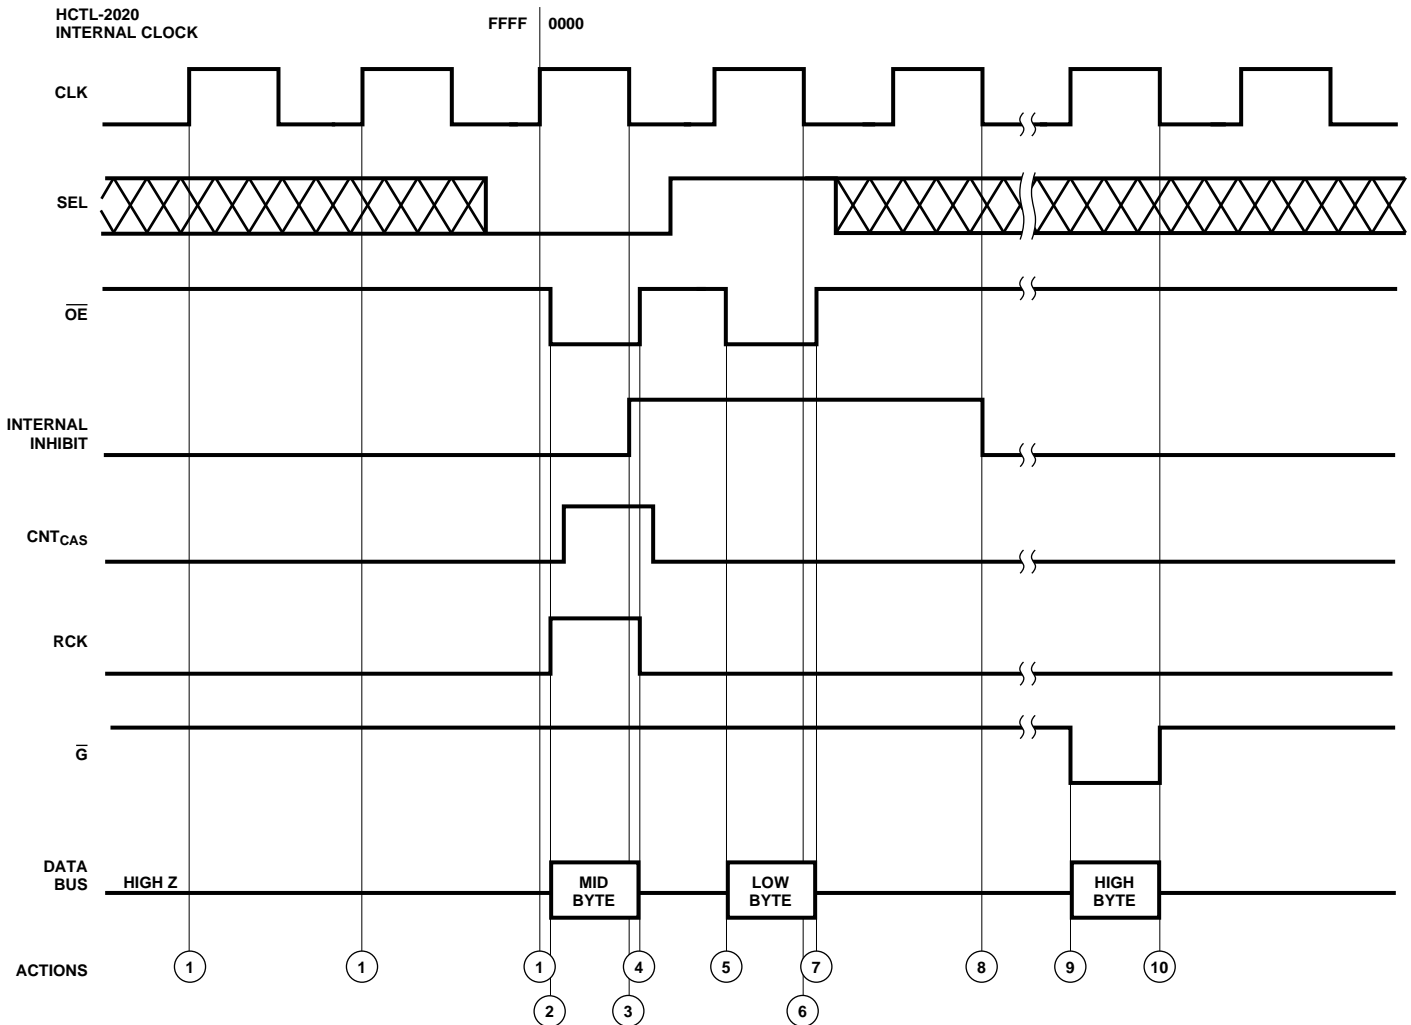 HCTL-2020
INTERNAL CLOCK
FFFF 0000
CLK
SEL
OE
INTERNAL
INHIBIT
CNTCAS
RCK
G
DATA
BUS
HIGH Z
MID
BYTE
LOW
BYTE
HIGH
BYTE
ACTIONS
1 1 1 4 5 7 8 9 10
2 3 6